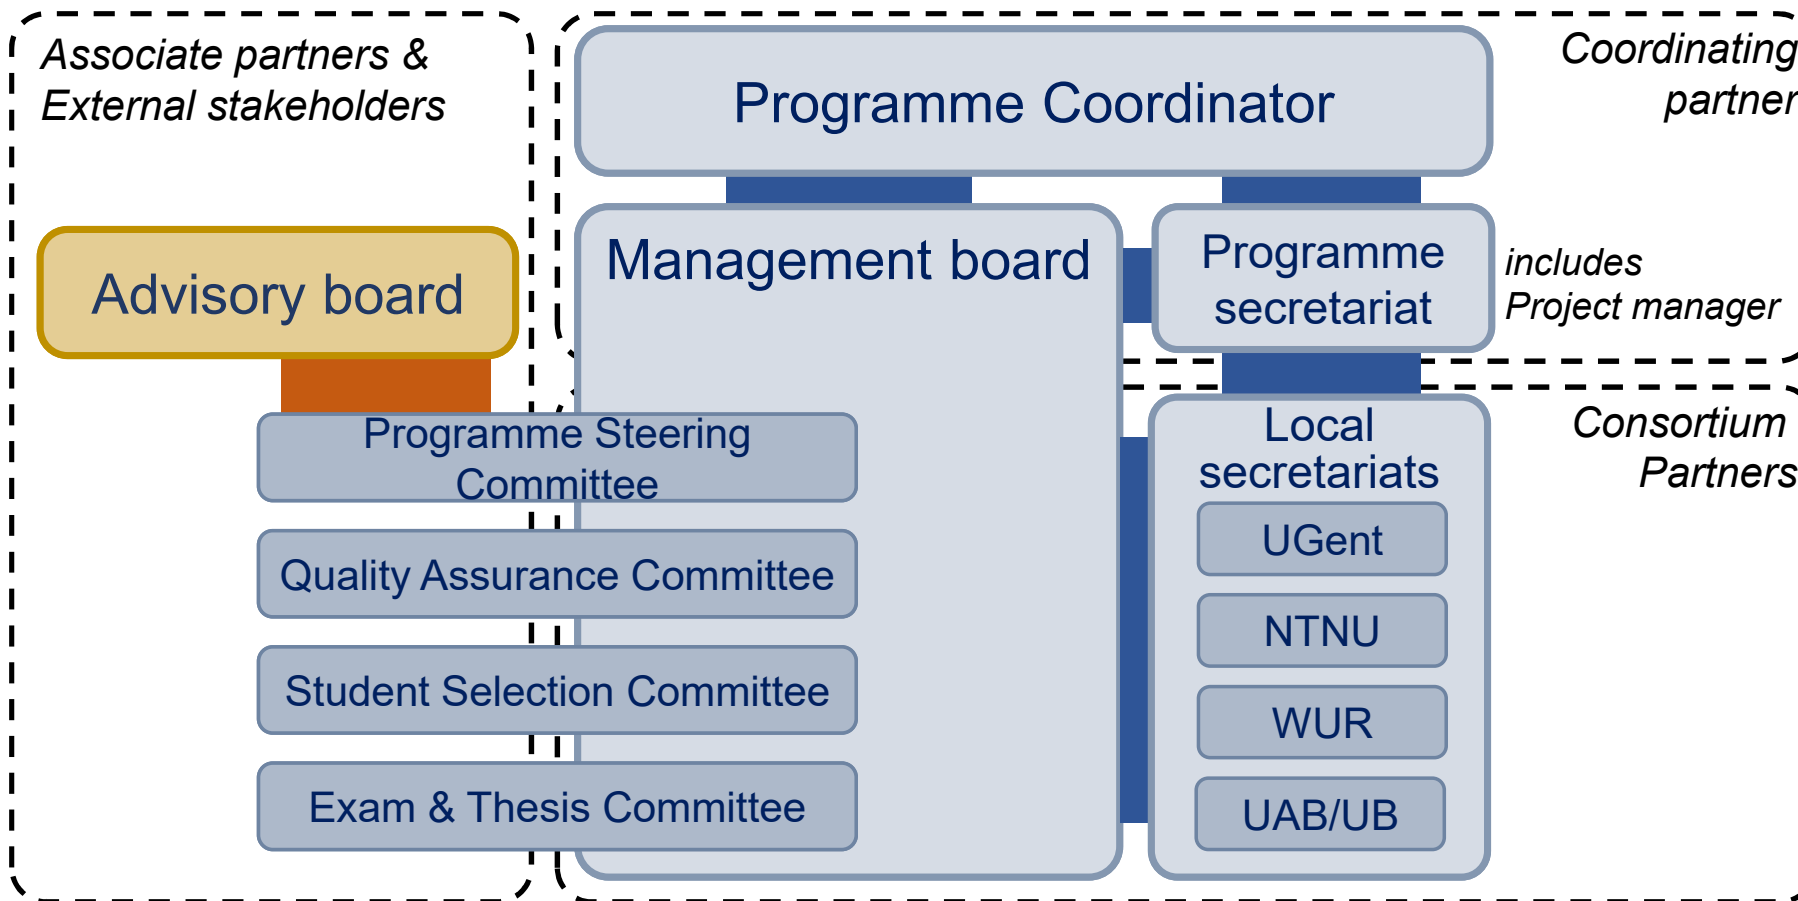 Associate partners &
External stakeholders
Advisory board
Coordinating
partner
Programme Coordinator
Management board
Programme
secretariat
includes
Project manager
Programme Steering
Committee
Quality Assurance Committee
Student Selection Committee
Exam & Thesis Committee
Consortium
Partners
Local
secretariats
UGent
NTNU
WUR
UAB/UB